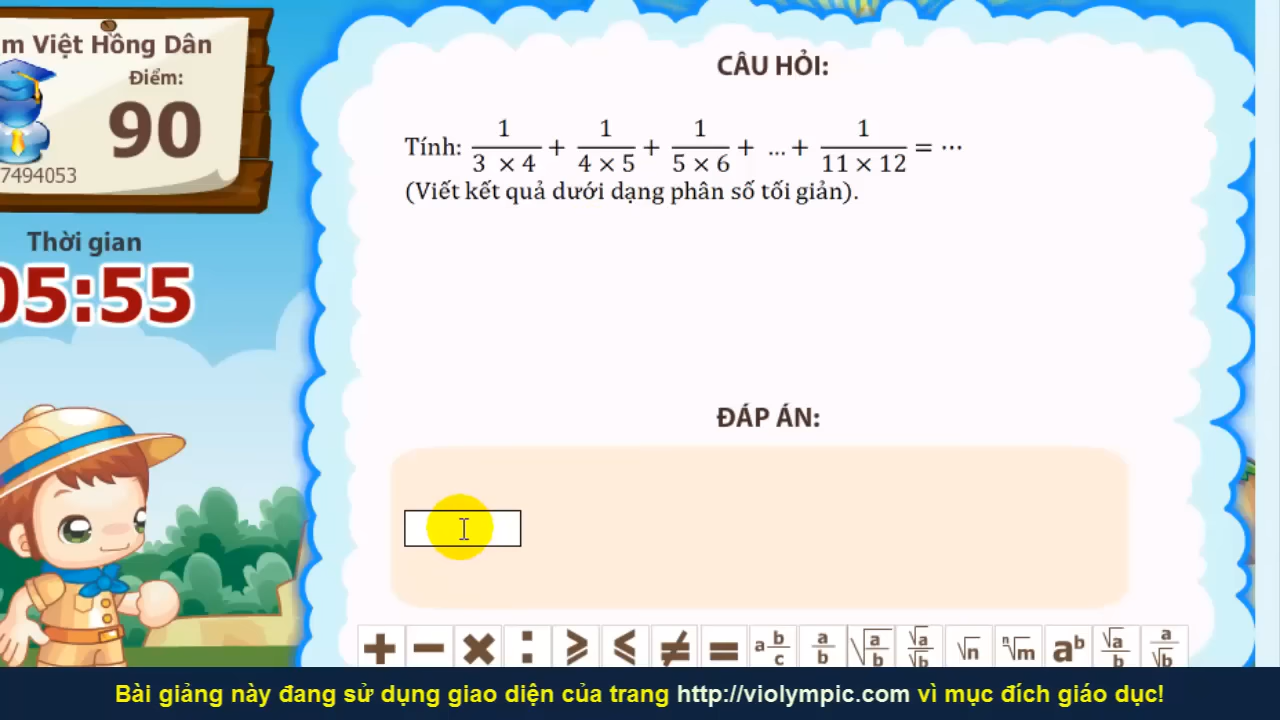 m Việt Hồng Dân
Điểm:
90
7494053
Thời gian
05:55
CÂU HỎI:
Tính: 1/(3 × 4) + 1/(4 × 5) + 1/(5 × 6) + ... + 1/(11 × 12) = ⋯
(Viết kết quả dưới dạng phân số tối giản).
ĐÁP ÁN:
+ − × : ≥ ≤ ≠ = a b/c a/b √(a/b) √a/√b √n ⁿ√m aᵇ √a/b a/√b
Bài giảng này đang sử dụng giao diện của trang http://violympic.com vì mục đích giáo dục!